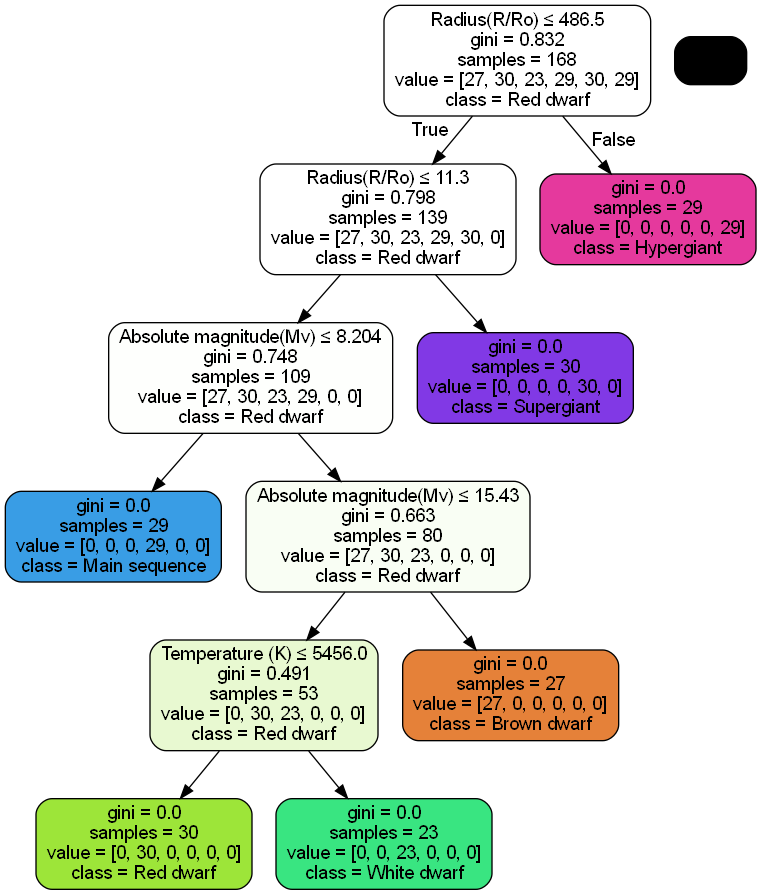 Radius(R/Ro) ≤ 486.5
gini = 0.832
samples = 168
value = [27, 30, 23, 29, 30, 29]
class = Red dwarf
True
False
Radius(R/Ro) ≤ 11.3
gini = 0.798
samples = 139
value = [27, 30, 23, 29, 30, 0]
class = Red dwarf
gini = 0.0
samples = 29
value = [0, 0, 0, 0, 0, 29]
class = Hypergiant
Absolute magnitude(Mv) ≤ 8.204
gini = 0.748
samples = 109
value = [27, 30, 23, 29, 0, 0]
class = Red dwarf
gini = 0.0
samples = 30
value = [0, 0, 0, 0, 30, 0]
class = Supergiant
gini = 0.0
samples = 29
value = [0, 0, 0, 29, 0, 0]
class = Main sequence
Absolute magnitude(Mv) ≤ 15.43
gini = 0.663
samples = 80
value = [27, 30, 23, 0, 0, 0]
class = Red dwarf
Temperature (K) ≤ 5456.0
gini = 0.491
samples = 53
value = [0, 30, 23, 0, 0, 0]
class = Red dwarf
gini = 0.0
samples = 27
value = [27, 0, 0, 0, 0, 0]
class = Brown dwarf
gini = 0.0
samples = 30
value = [0, 30, 0, 0, 0, 0]
class = Red dwarf
gini = 0.0
samples = 23
value = [0, 0, 23, 0, 0, 0]
class = White dwarf